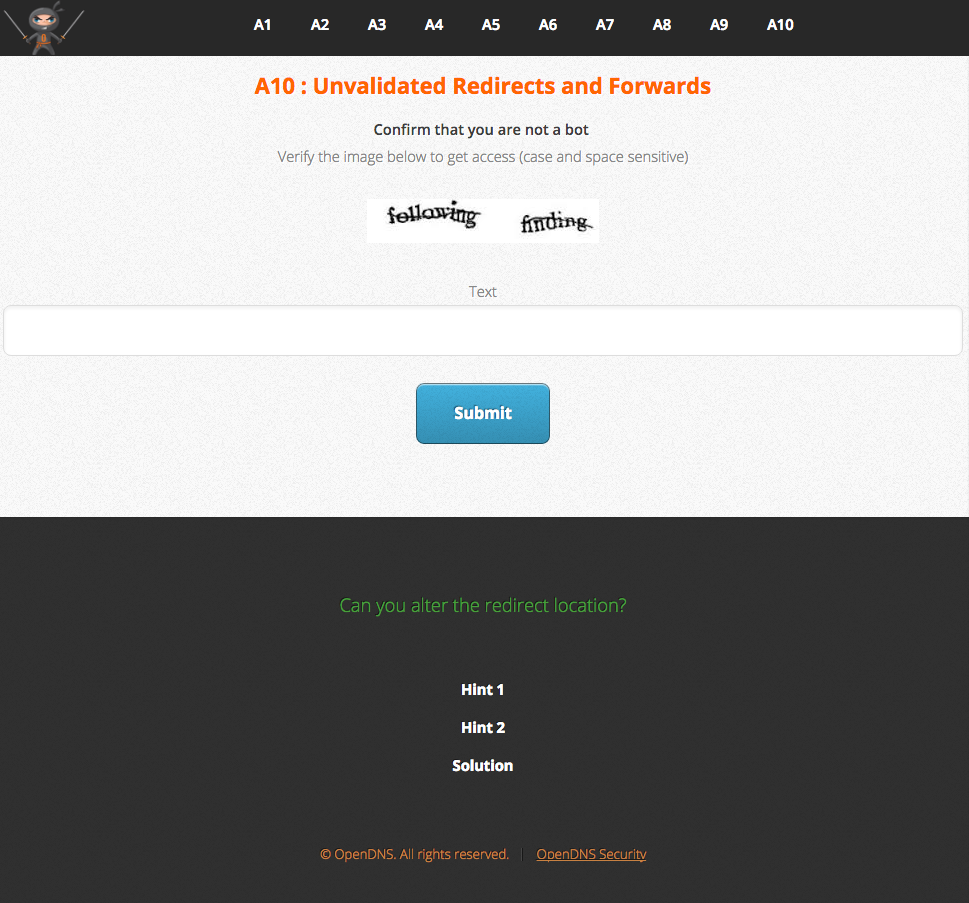 A1 A2 A3 A4 A5 A6 A7 A8 A9 A10
A10 : Unvalidated Redirects and Forwards
Confirm that you are not a bot
Verify the image below to get access (case and space sensitive)
following finding
Text
Submit
Can you alter the redirect location?
Hint 1
Hint 2
Solution
© OpenDNS. All rights reserved. | OpenDNS Security